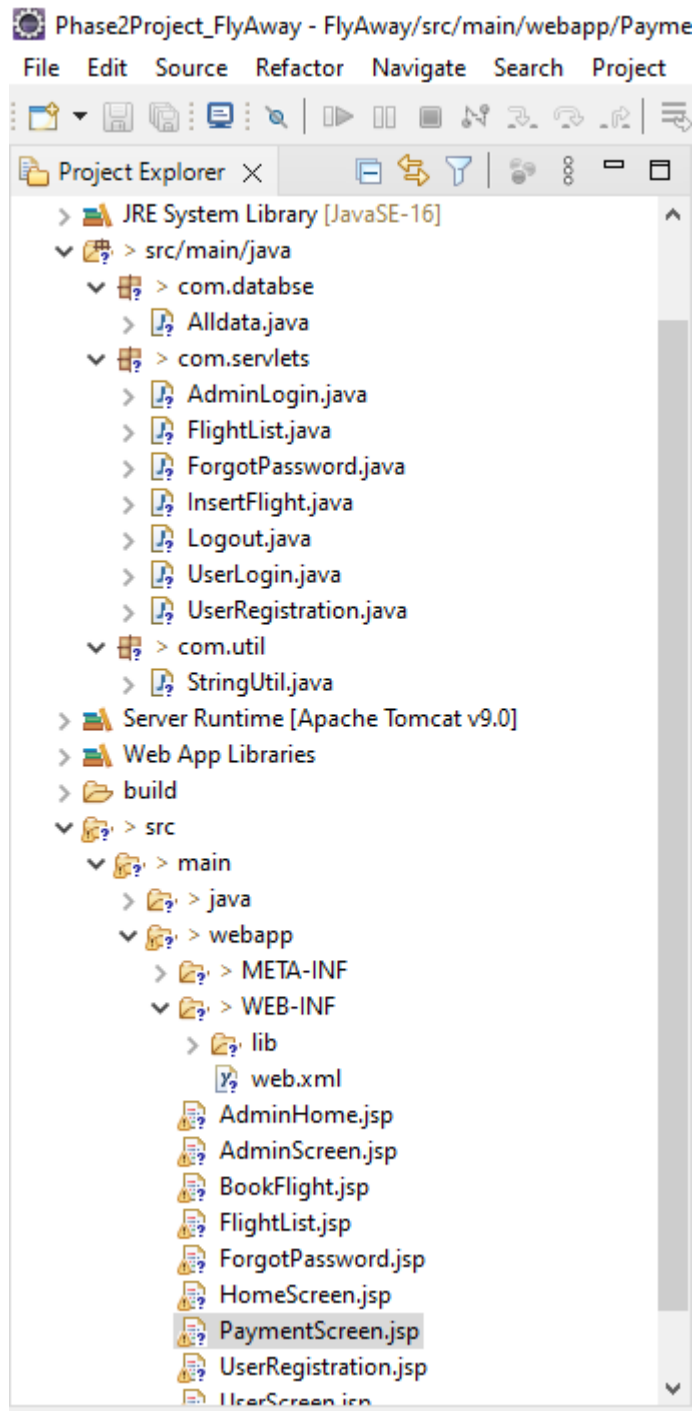 Phase2Project_FlyAway - FlyAway/src/main/webapp/Payme
File Edit Source Refactor Navigate Search Project
Project Explorer
> JRE System Library [JavaSE-16]
> src/main/java
> com.databse
> Alldata.java
> com.servlets
> AdminLogin.java
> FlightList.java
> ForgotPassword.java
> InsertFlight.java
> Logout.java
> UserLogin.java
> UserRegistration.java
> com.util
> StringUtil.java
> Server Runtime [Apache Tomcat v9.0]
> Web App Libraries
> build
> src
> main
> java
> webapp
> META-INF
> WEB-INF
> lib
web.xml
AdminHome.jsp
AdminScreen.jsp
BookFlight.jsp
FlightList.jsp
ForgotPassword.jsp
HomeScreen.jsp
PaymentScreen.jsp
UserRegistration.jsp
UserScreen.jsp